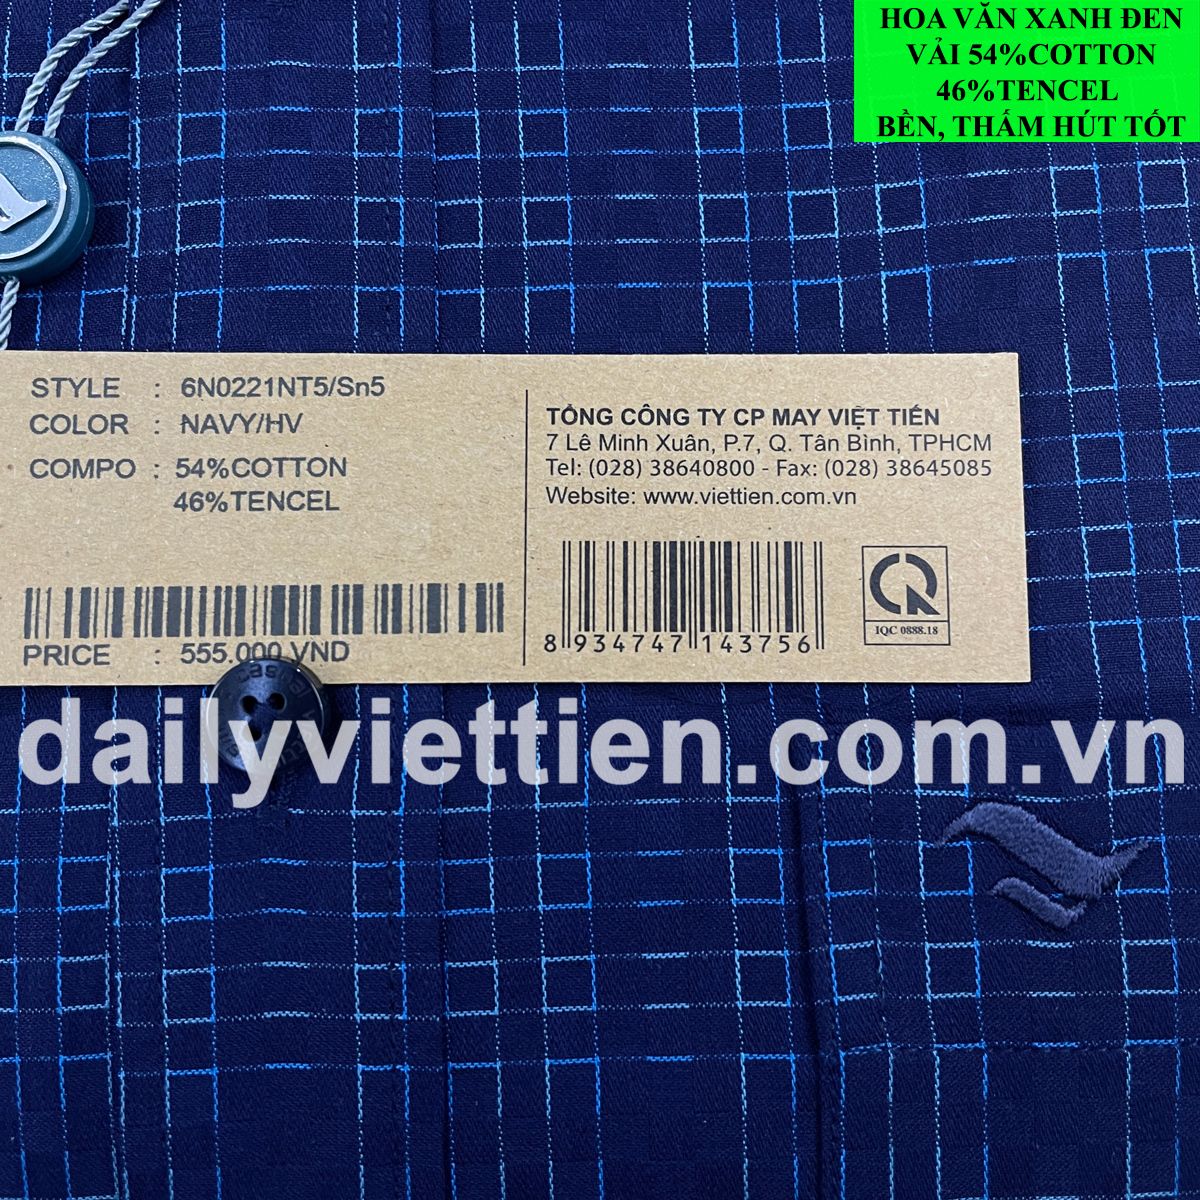 HOA VĂN XANH ĐEN
VẢI 54%COTTON
46%TENCEL
BỀN, THẤM HÚT TỐT
STYLE : 6N0221NT5/Sn5
COLOR : NAVY/HV
COMPO : 54%COTTON
46%TENCEL
PRICE : 555.000 VND
TỔNG CÔNG TY CP MAY VIỆT TIẾN
7 Lê Minh Xuân, P.7, Q. Tân Bình, TPHCM
Tel: (028) 38640800 - Fax: (028) 38645085
Website: www.viettien.com.vn
8 934747 143756
IQC 0888.18
dailyviettien.com.vn